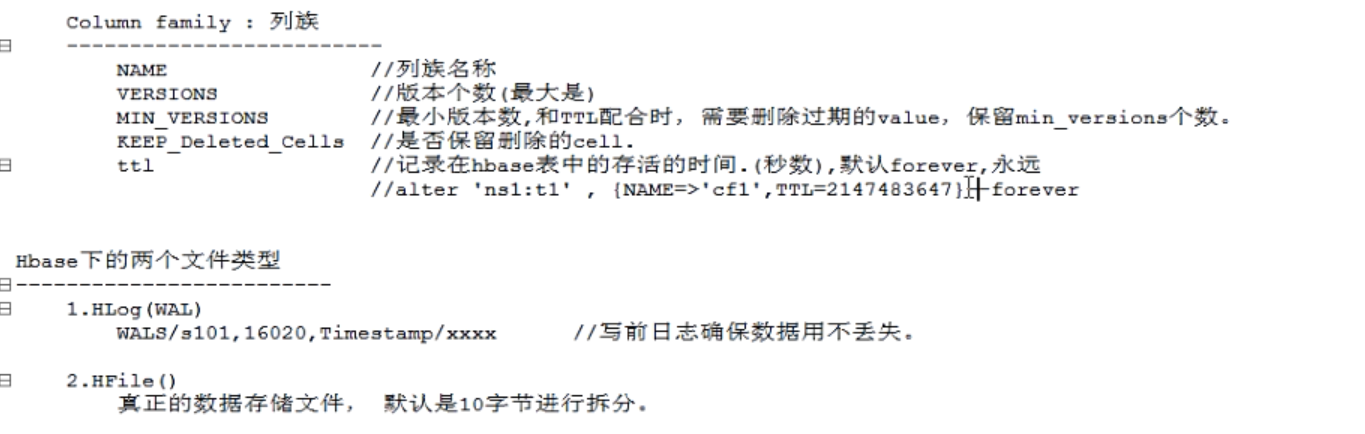 Column family : 列族
-------------------------
NAME //列族名称
VERSIONS //版本个数(最大是)
MIN_VERSIONS //最小版本数,和TTL配合时，需要删除过期的value，保留min_versions个数。
KEEP_Deleted_Cells //是否保留删除的cell.
ttl //记录在hbase表中的存活的时间.(秒数),默认forever,永远
//alter 'ns1:t1' , {NAME=>'cf1',TTL=2147483647}+forever
Hbase下的两个文件类型
-------------------------
1.HLog(WAL)
WALS/s101,16020,Timestamp/xxxx //写前日志确保数据用不丢失。
2.HFile()
真正的数据存储文件， 默认是10字节进行拆分。